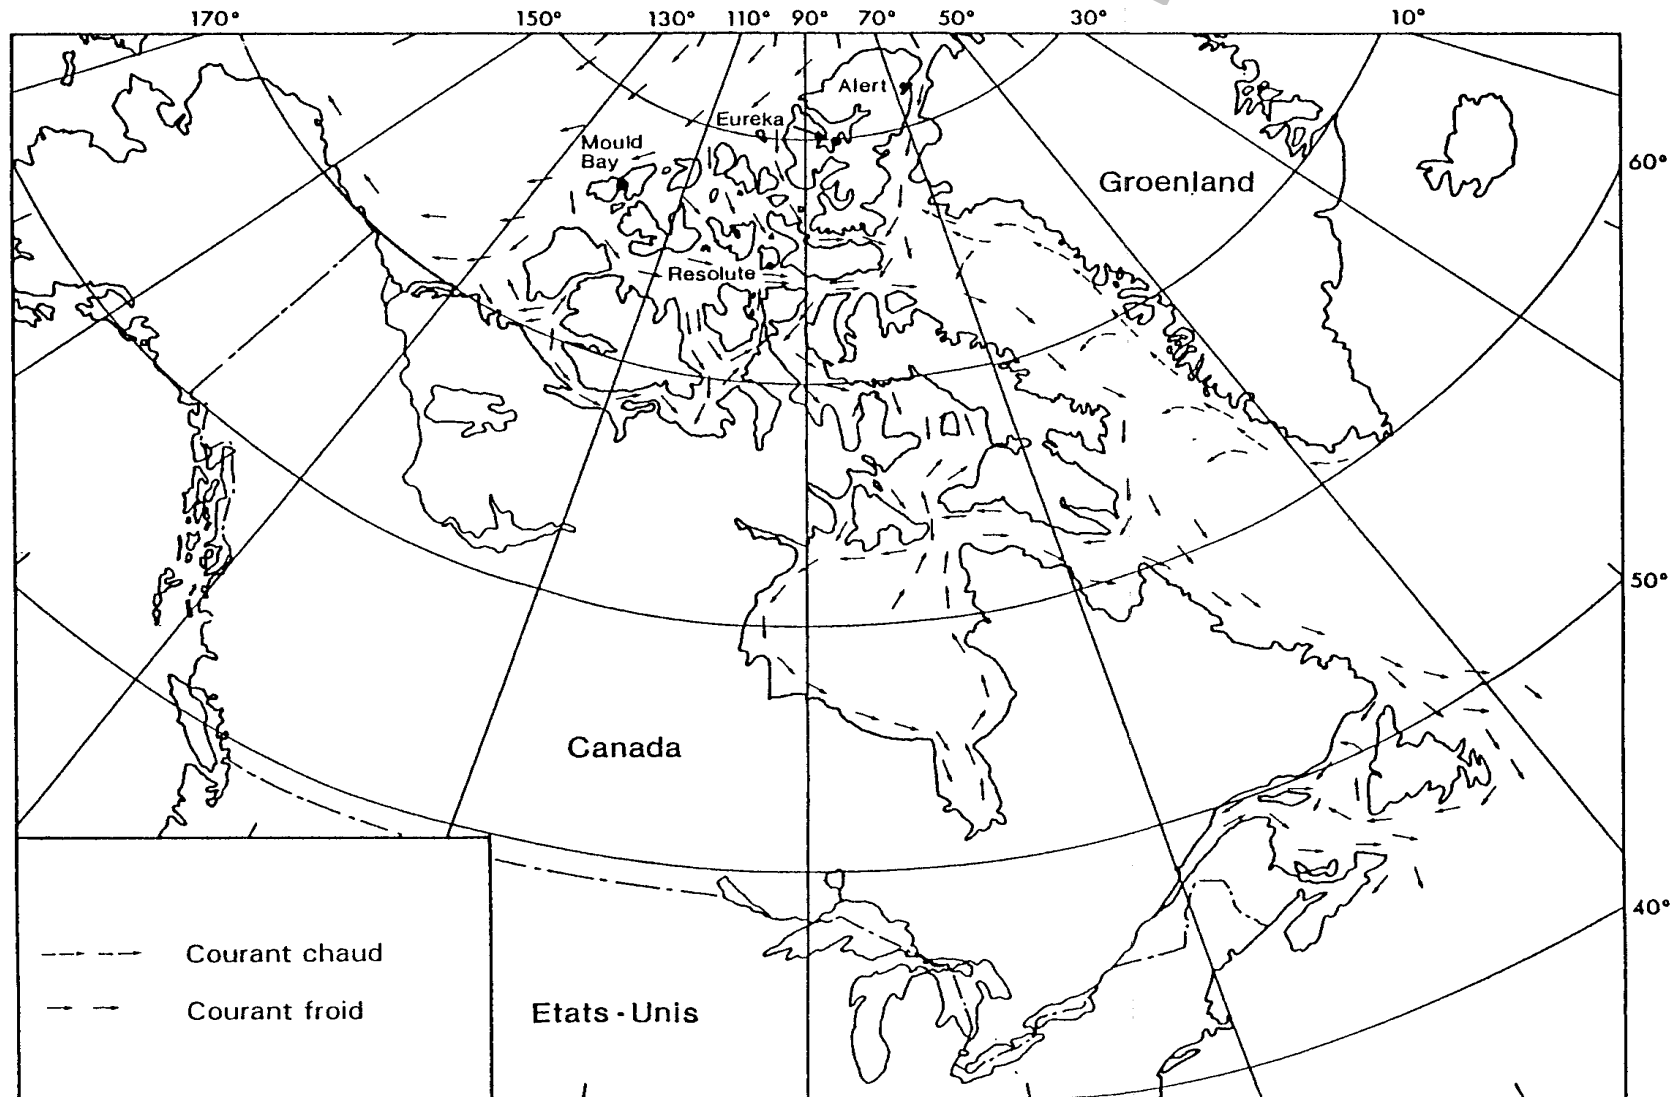 170° 150° 130° 110° 90° 70° 50° 30° 10°
Alert
Eureka
Mould
Bay
60°
Groenland
Resolute
50°
Canada
40°
Courant chaud
Courant froid
Etats-Unis